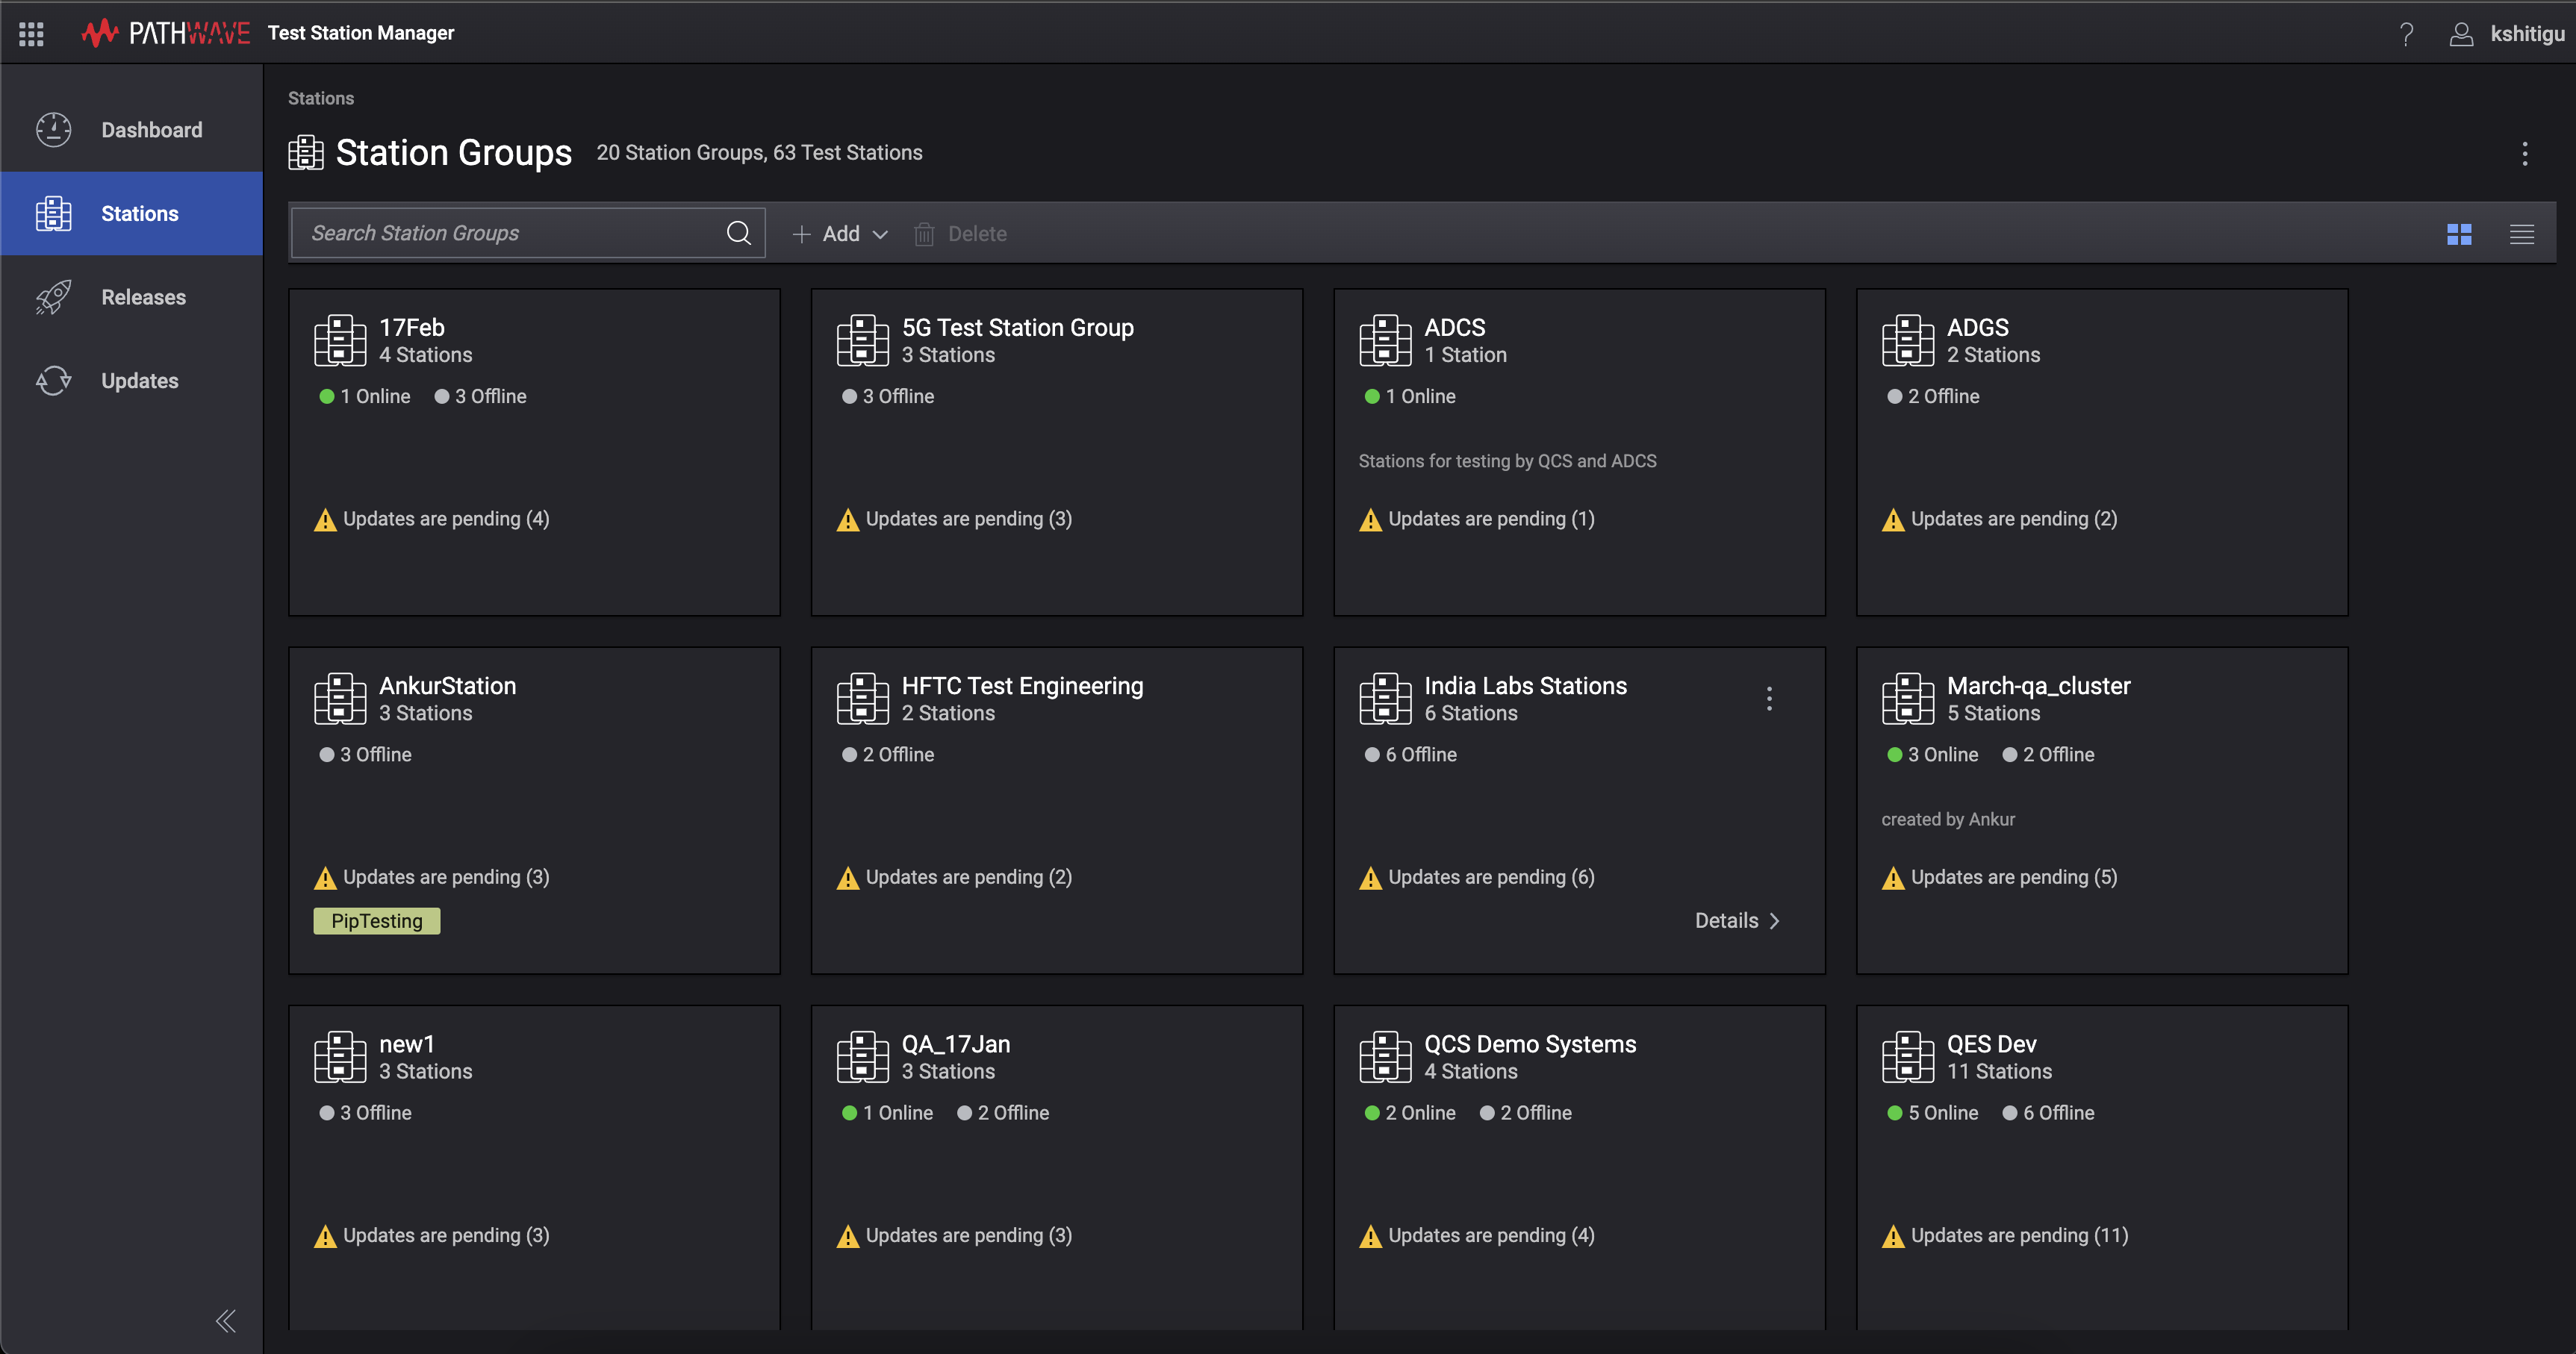 PATHWAVE Test Station Manager
? kshitigu
Dashboard
Stations
Releases
Updates
Stations
Station Groups 20 Station Groups, 63 Test Stations
Search Station Groups
Add
Delete
17Feb
4 Stations
1 Online 3 Offline
Updates are pending (4)
5G Test Station Group
3 Stations
3 Offline
Updates are pending (3)
ADCS
1 Station
1 Online
Stations for testing by QCS and ADCS
Updates are pending (1)
ADGS
2 Stations
2 Offline
Updates are pending (2)
AnkurStation
3 Stations
3 Offline
Updates are pending (3)
PipTesting
HFTC Test Engineering
2 Stations
2 Offline
Updates are pending (2)
India Labs Stations
6 Stations
6 Offline
Updates are pending (6)
Details
March-qa_cluster
5 Stations
3 Online 2 Offline
created by Ankur
Updates are pending (5)
new1
3 Stations
3 Offline
Updates are pending (3)
QA_17Jan
3 Stations
1 Online 2 Offline
Updates are pending (3)
QCS Demo Systems
4 Stations
2 Online 2 Offline
Updates are pending (4)
QES Dev
11 Stations
5 Online 6 Offline
Updates are pending (11)